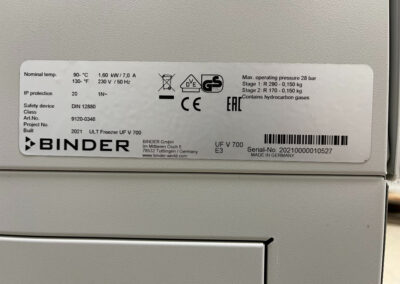 Nominal temp. 90- °C 1,60 kW / 7,0 A
130- °F 230 V / 50 Hz
IP protection 20 1N~
Safety device DIN 12880
Class
Art.No. 9120-0346
Project No.
Built 2021 ULT Freezer UF V 700
Max. operating pressure 28 bar
Stage 1: R 290 - 0,150 kg
Stage 2: R 170 - 0,150 kg
Contains hydrocarbon gases
CE
EAC
GS
BINDER
BINDER GmbH
Im Mittleren Ösch 5
78532 Tuttlingen / Germany
www.binder-world.com
UF V 700
E3
Serial-No. 20210000010527
MADE IN GERMANY